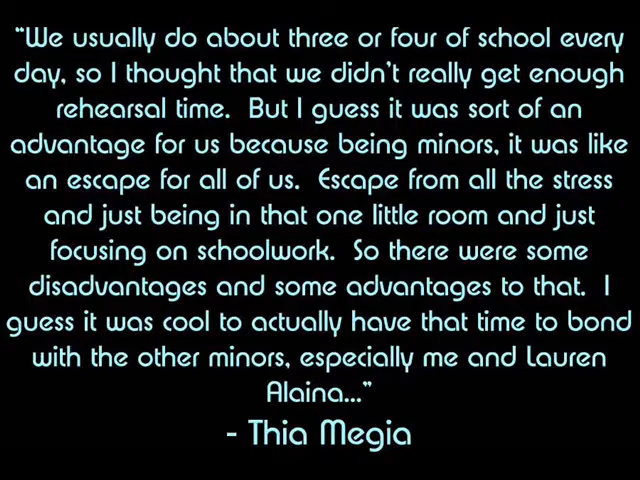 "We usually do about three or four of school every
day, so I thought that we didn't really get enough
rehearsal time. But I guess it was sort of an
advantage for us because being minors, it was like
an escape for all of us. Escape from all the stress
and just being in that one little room and just
focusing on schoolwork. So there were some
disadvantages and some advantages to that. I
guess it was cool to actually have that time to bond
with the other minors, especially me and Lauren
Alaina..."
- Thia Megia